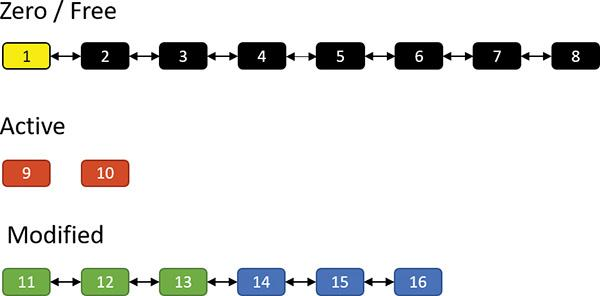 Zero / Free
1 2 3 4 5 6 7 8
Active
9 10
Modified
11 12 13 14 15 16